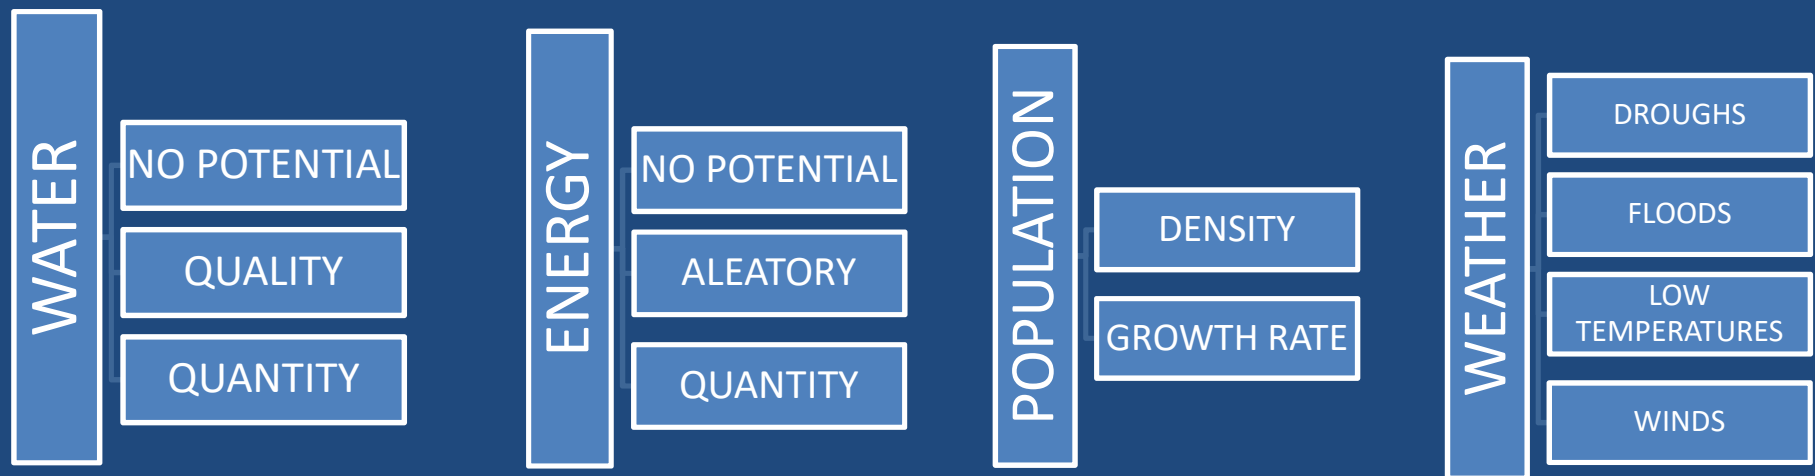 WATER
NO POTENTIAL
QUALITY
QUANTITY
ENERGY
NO POTENTIAL
ALEATORY
QUANTITY
POPULATION
DENSITY
GROWTH RATE
WEATHER
DROUGHS
FLOODS
LOW
TEMPERATURES
WINDS